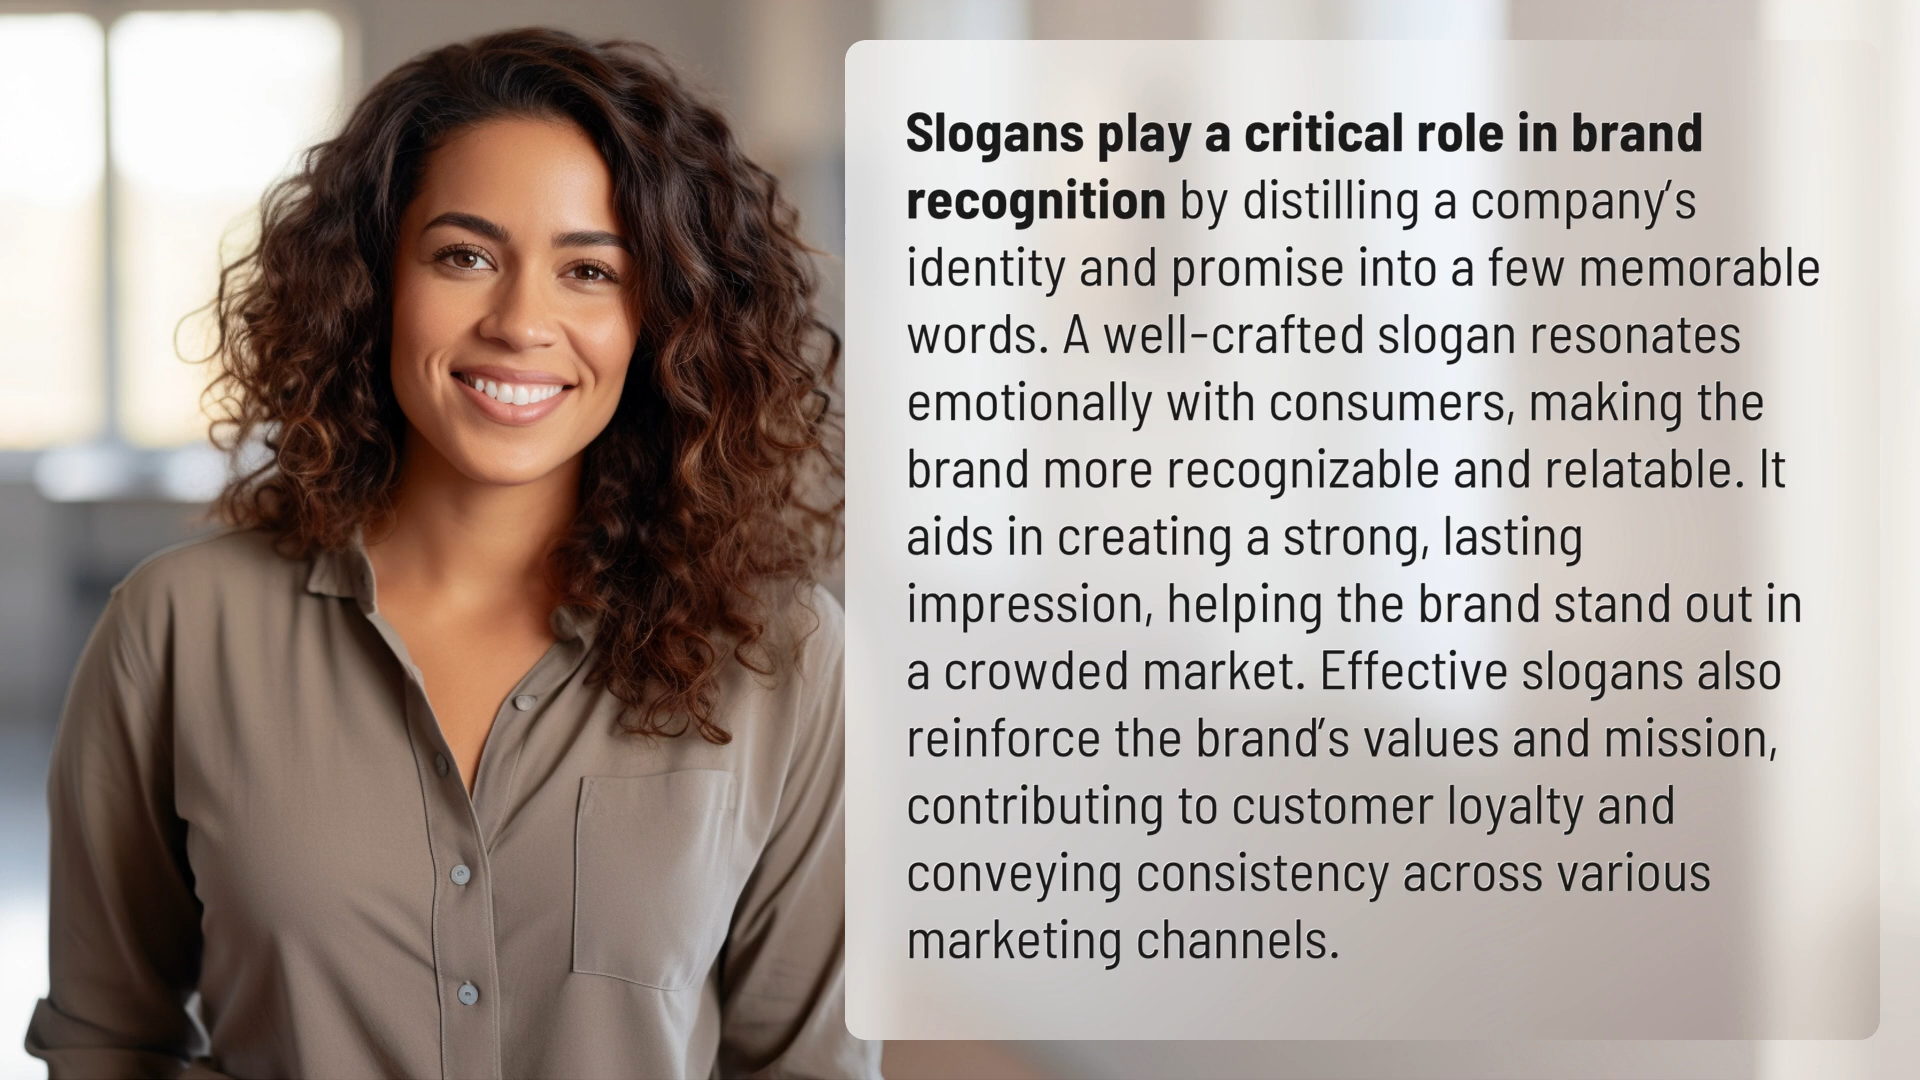 Slogans play a critical role in brand
recognition by distilling a company's
identity and promise into a few memorable
words. A well-crafted slogan resonates
emotionally with consumers, making the
brand more recognizable and relatable. It
aids in creating a strong, lasting
impression, helping the brand stand out in
a crowded market. Effective slogans also
reinforce the brand's values and mission,
contributing to customer loyalty and
conveying consistency across various
marketing channels.